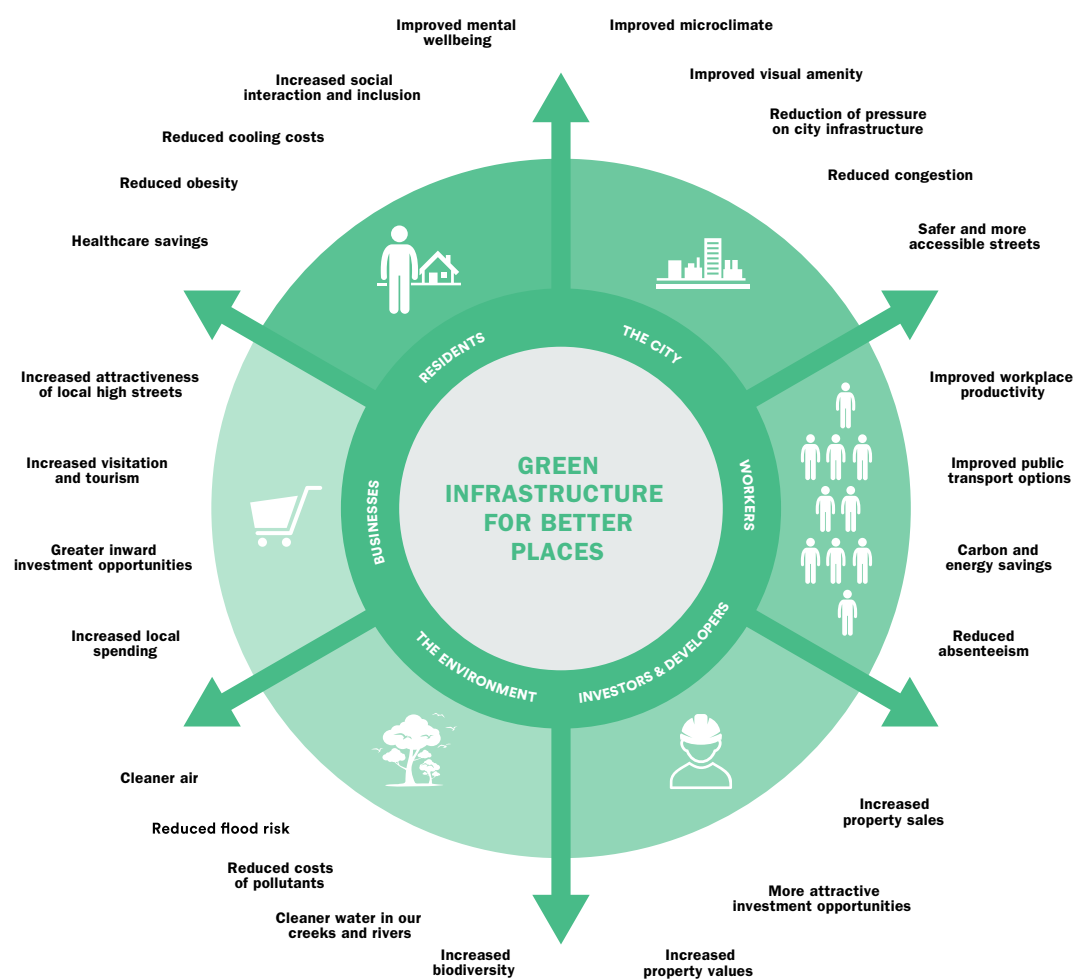 Improved mental
wellbeing
Improved microclimate
Increased social
interaction and inclusion
Improved visual amenity
Reduced cooling costs
Reduction of pressure
on city infrastructure
Reduced obesity
Reduced congestion
Healthcare savings
Safer and more
accessible streets
RESIDENTS
THE CITY
Increased attractiveness
of local high streets
Improved workplace
productivity
Increased visitation
and tourism
Improved public
transport options
BUSINESSES
GREEN
INFRASTRUCTURE
FOR BETTER
PLACES
WORKERS
Greater inward
investment opportunities
Carbon and
energy savings
Increased local
spending
Reduced
absenteeism
THE ENVIRONMENT
INVESTORS & DEVELOPERS
Cleaner air
Increased
property sales
Reduced flood risk
Reduced costs
of pollutants
More attractive
investment opportunities
Cleaner water in our
creeks and rivers
Increased
biodiversity
Increased
property values